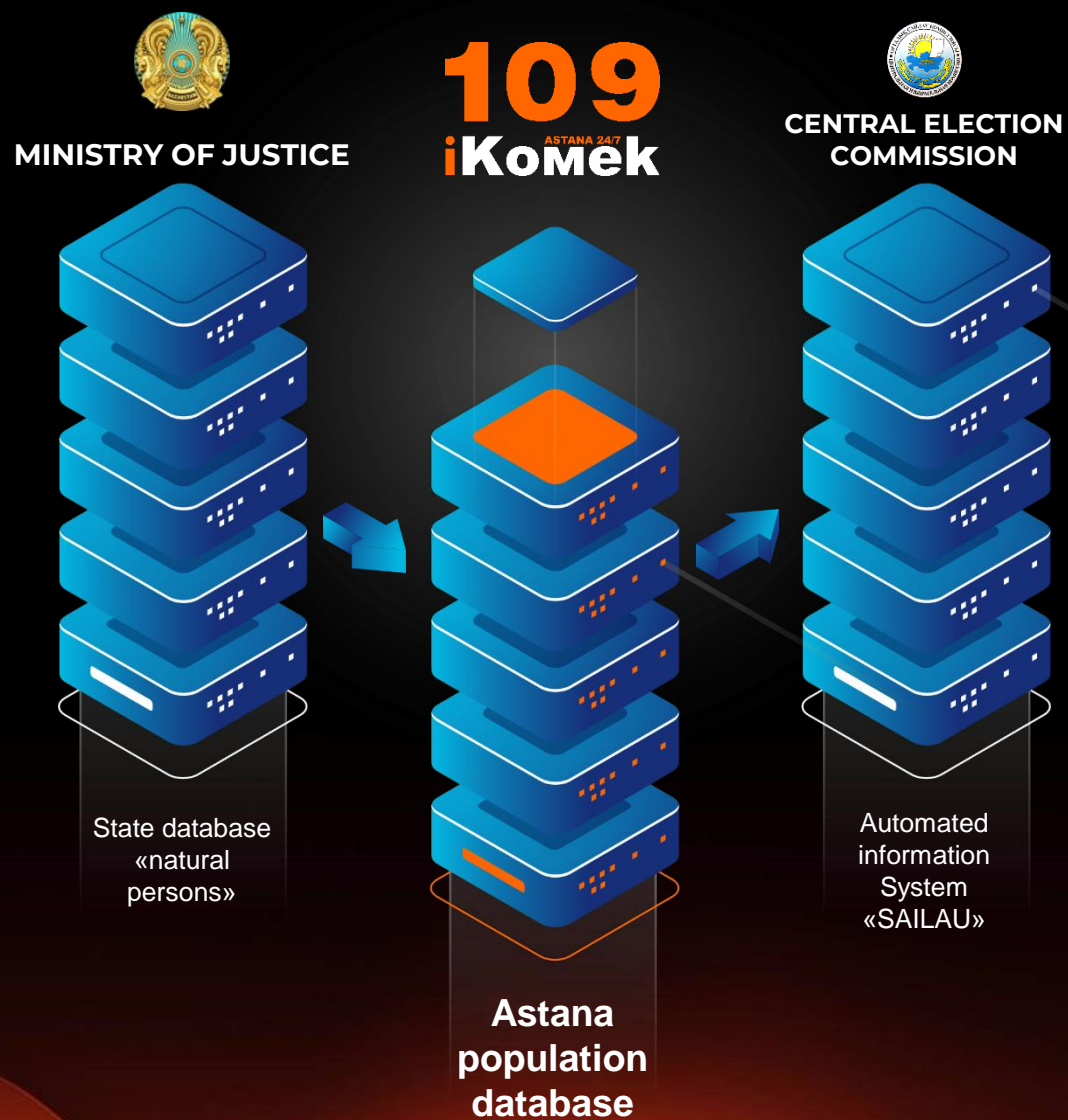 MINISTRY OF JUSTICE
109
ASTANA 24/7
iKoмek
CENTRAL ELECTION
COMMISSION
State database
«natural
persons»
Astana
population
database
Automated
information
System
«SAILAU»